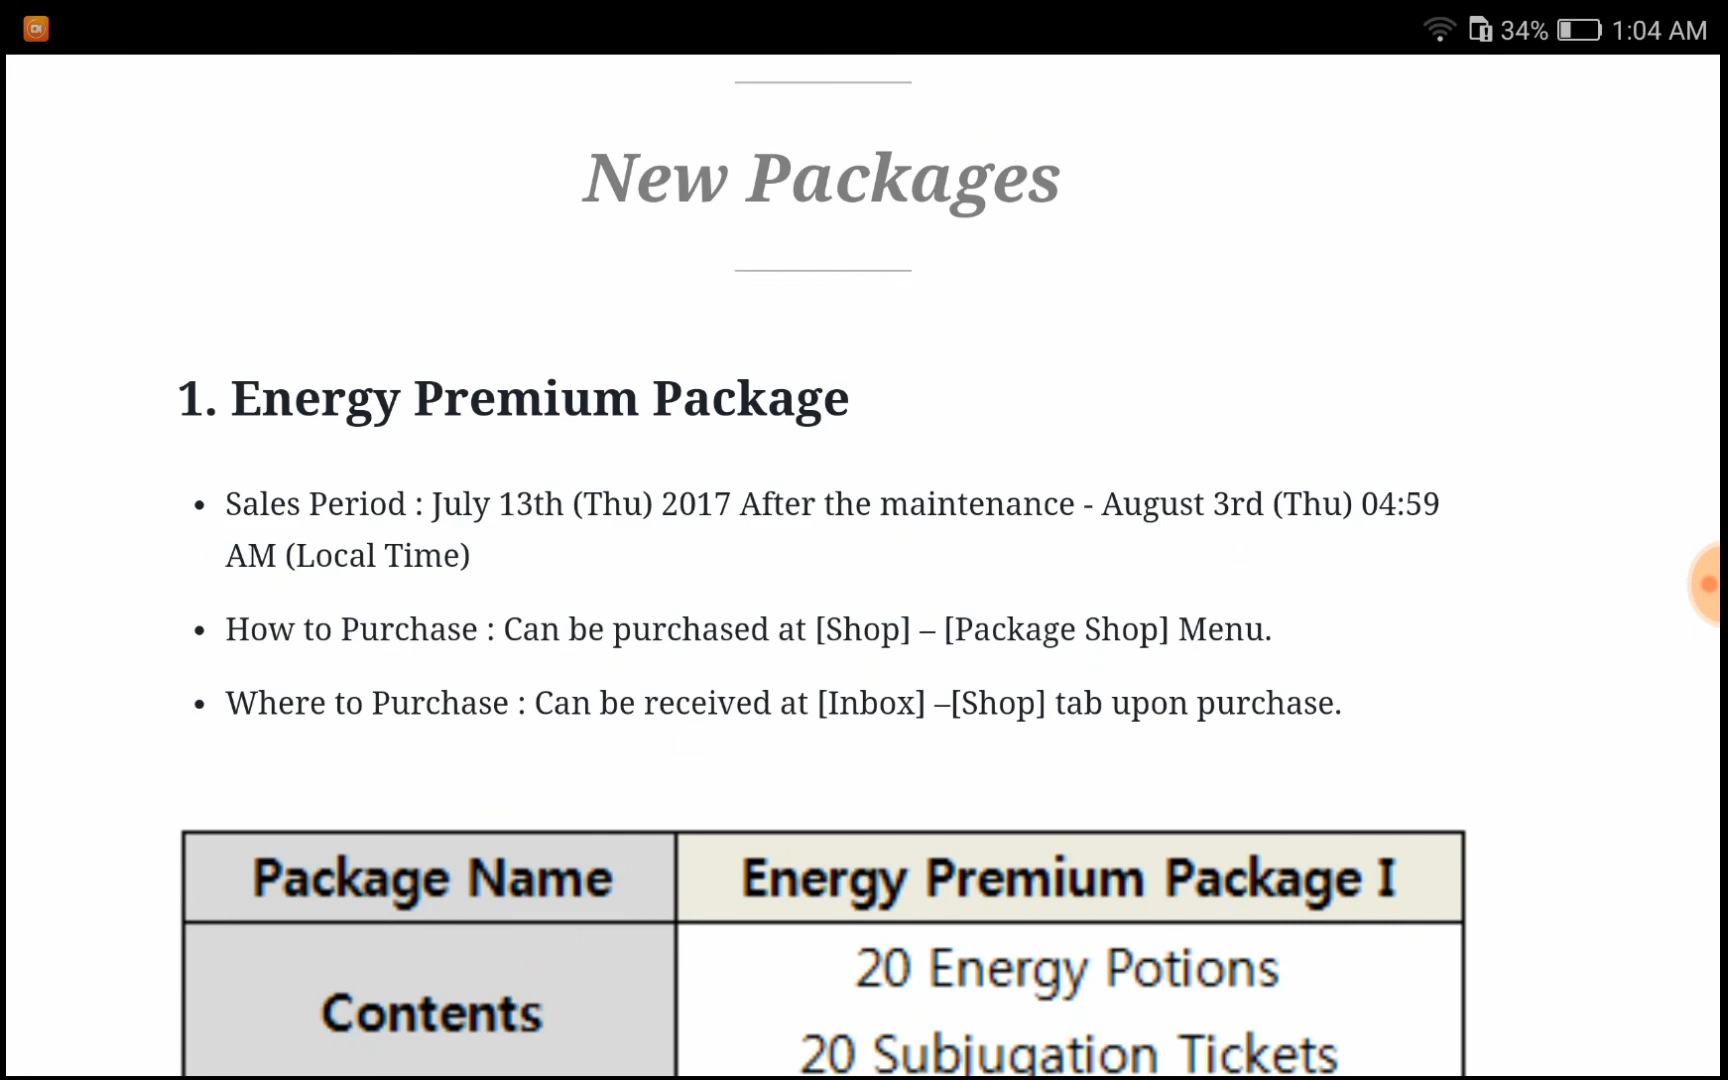 34% 1:04 AM
New Packages
1. Energy Premium Package
• Sales Period : July 13th (Thu) 2017 After the maintenance - August 3rd (Thu) 04:59
AM (Local Time)
• How to Purchase : Can be purchased at [Shop] – [Package Shop] Menu.
• Where to Purchase : Can be received at [Inbox] –[Shop] tab upon purchase.
Package Name Energy Premium Package I
20 Energy Potions
Contents
20 Subjugation Tickets